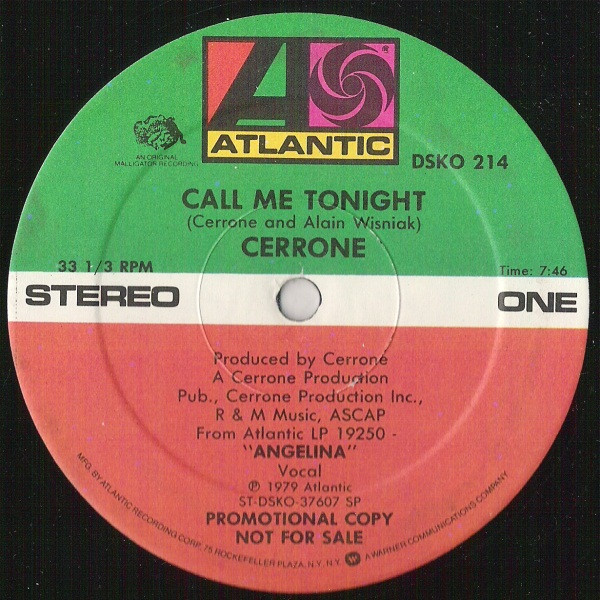 ATLANTIC
®
AN ORIGINAL
MALLIGATOR RECORDING
DSKO 214
CALL ME TONIGHT
(Cerrone and Alain Wisniak)
CERRONE
33 1/3 RPM
Time: 7:46
STEREO
ONE
Produced by Cerrone
A Cerrone Production
Pub., Cerrone Production Inc.,
R & M Music, ASCAP
From Atlantic LP 19250 -
"ANGELINA"
Vocal
℗ 1979 Atlantic
ST-DSKO-37607 SP
PROMOTIONAL COPY
NOT FOR SALE
MFG. BY ATLANTIC RECORDING CORP. 75 ROCKEFELLER PLAZA, N.Y., N.Y. A WARNER COMMUNICATIONS COMPANY